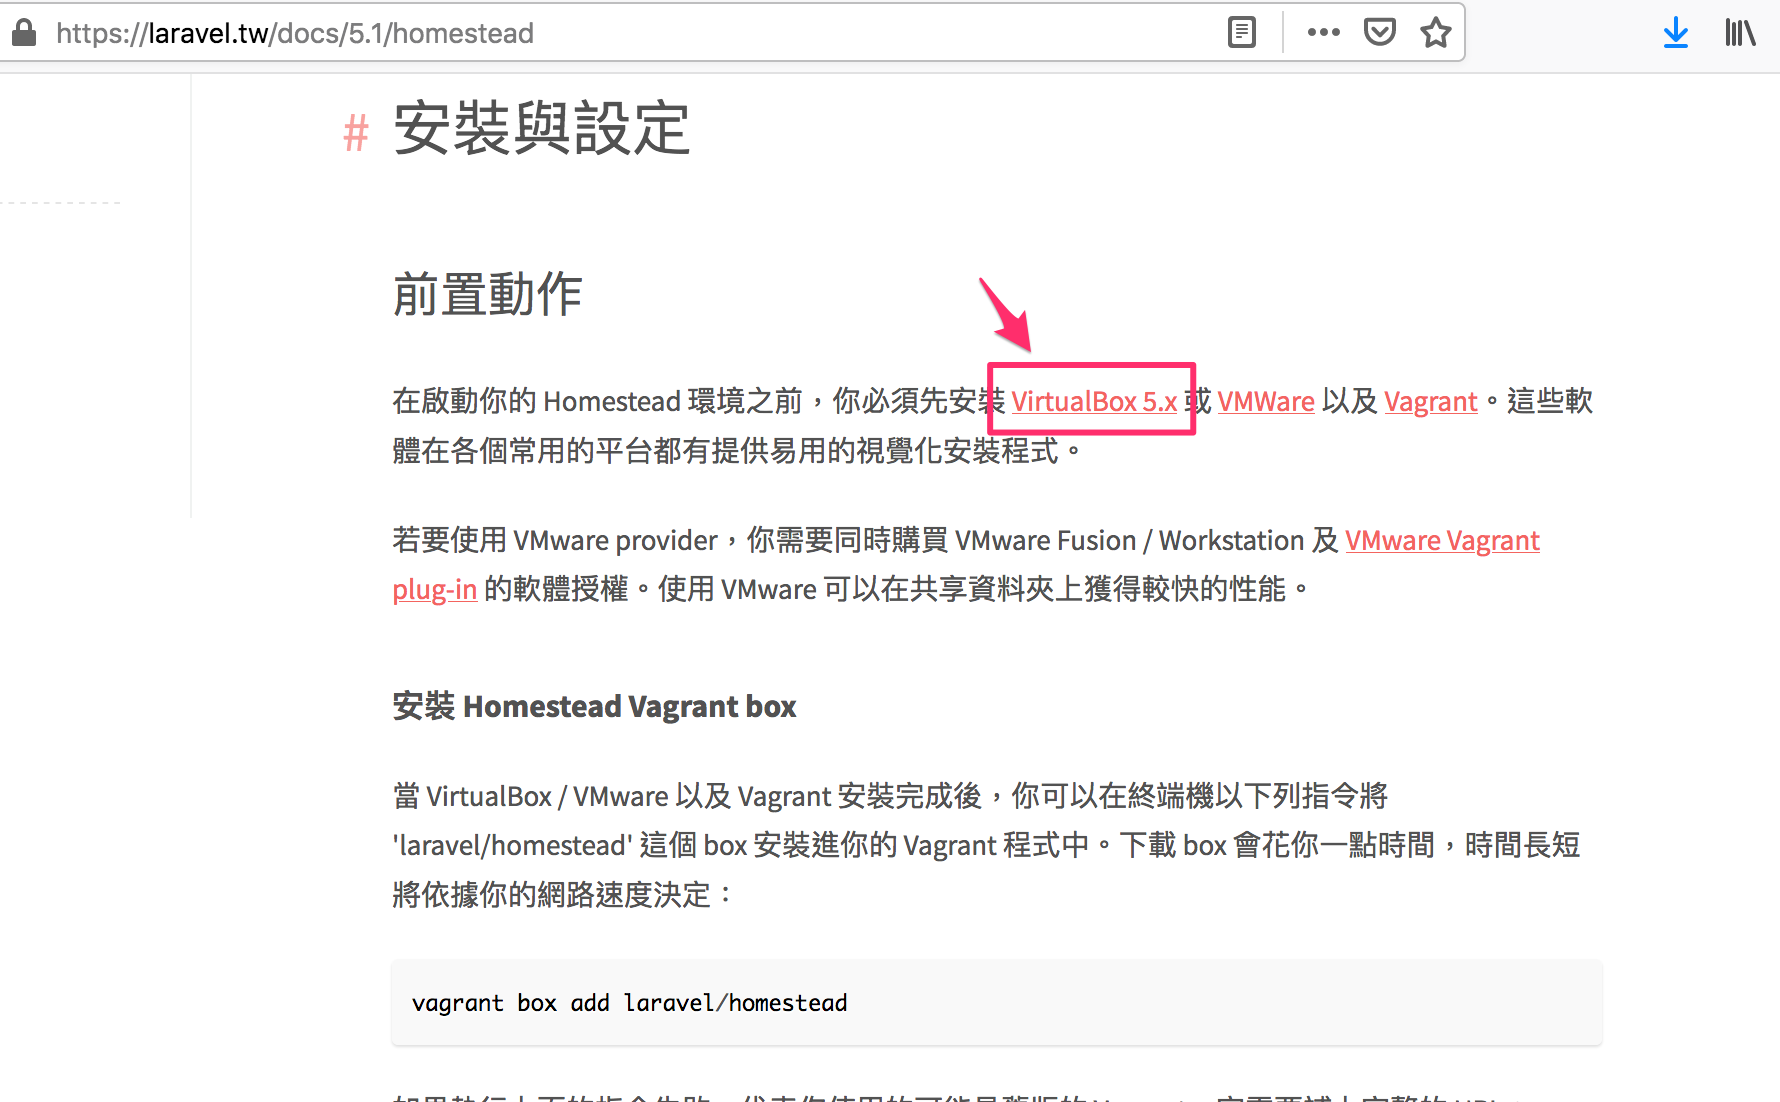 https://laravel.tw/docs/5.1/homestead
# 安裝與設定
前置動作
在啟動你的 Homestead 環境之前，你必須先安裝 VirtualBox 5.x 或 VMWare 以及 Vagrant。這些軟
體在各個常用的平台都有提供易用的視覺化安裝程式。
若要使用 VMware provider，你需要同時購買 VMware Fusion / Workstation 及 VMware Vagrant
plug-in 的軟體授權。使用 VMware 可以在共享資料夾上獲得較快的性能。
安裝 Homestead Vagrant box
當 VirtualBox / VMware 以及 Vagrant 安裝完成後，你可以在終端機以下列指令將
'laravel/homestead' 這個 box 安裝進你的 Vagrant 程式中。下載 box 會花你一點時間，時間長短
將依據你的網路速度決定：
vagrant box add laravel/homestead